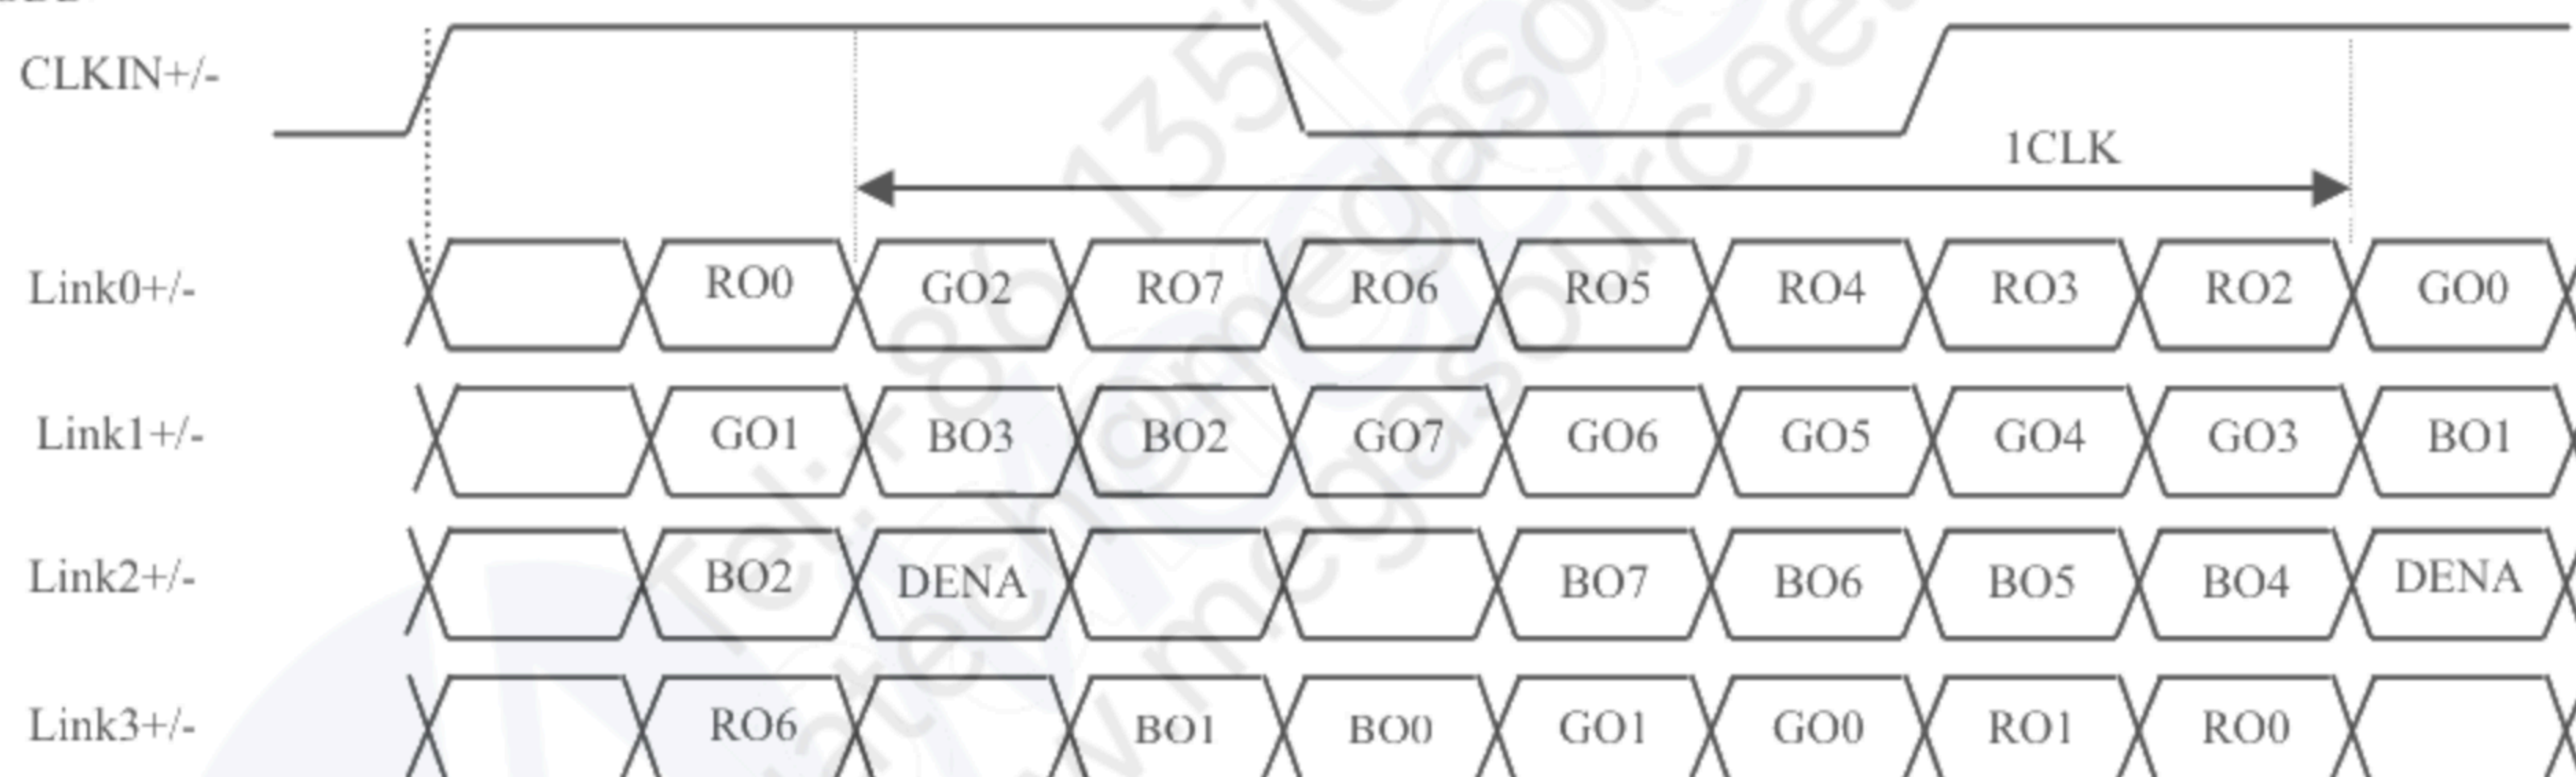 CLKIN+/-
1CLK
Link0+/- RO0 GO2 RO7 RO6 RO5 RO4 RO3 RO2 GO0
Link1+/- GO1 BO3 BO2 GO7 GO6 GO5 GO4 GO3 BO1
Link2+/- BO2 DENA BO7 BO6 BO5 BO4 DENA
Link3+/- RO6 BO1 BO0 GO1 GO0 RO1 RO0